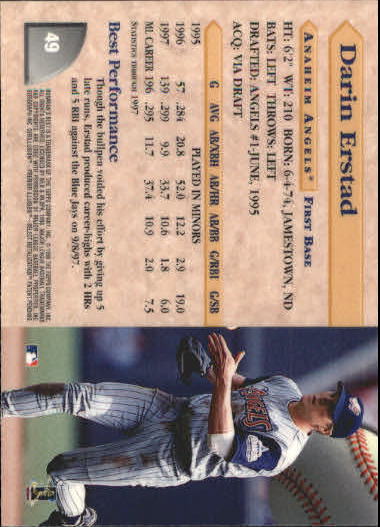 Darin Erstad
ANAHEIM ANGELS® FIRST BASE
HT: 6'2" WT: 210 BORN: 6-4-74, JAMESTOWN, ND
BATS: LEFT THROWS: LEFT
DRAFTED: ANGELS #1-JUNE, 1995
ACQ: VIA DRAFT
G AVG AB/XBH AB/HR AB/BB G/RBI G/SB
1995 PLAYED IN MINORS
1996 57 .284 20.8 52.0 12.2 2.9 19.0
1997 139 .299 9.9 33.7 10.6 1.8 6.0
ML CAREER 196 .295 11.7 37.4 10.9 2.0 7.5
STATISTICS THROUGH 1997
Best Performance
Though the bullpen voided his effort by giving up 5
late runs, Erstad produced career-highs with 2 HRs
and 5 RBI against the Blue Jays on 9/8/97.
49